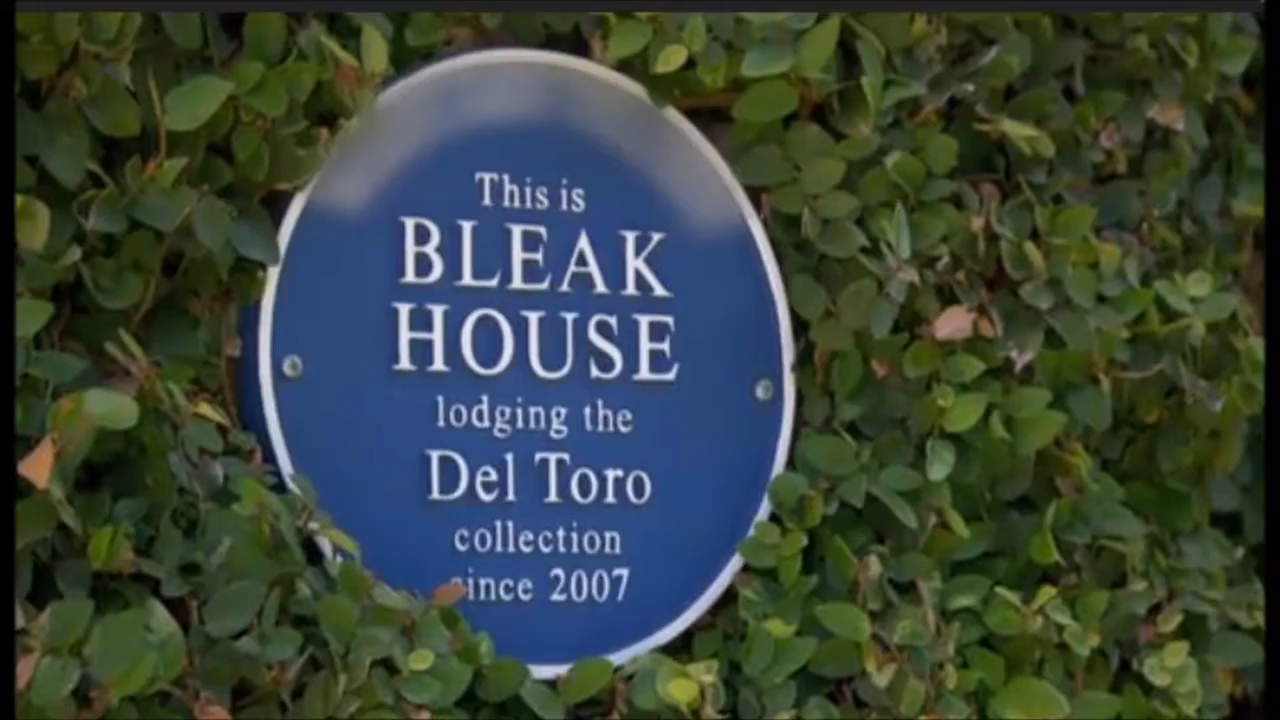 This is
BLEAK
HOUSE
lodging the
Del Toro
collection
since 2007